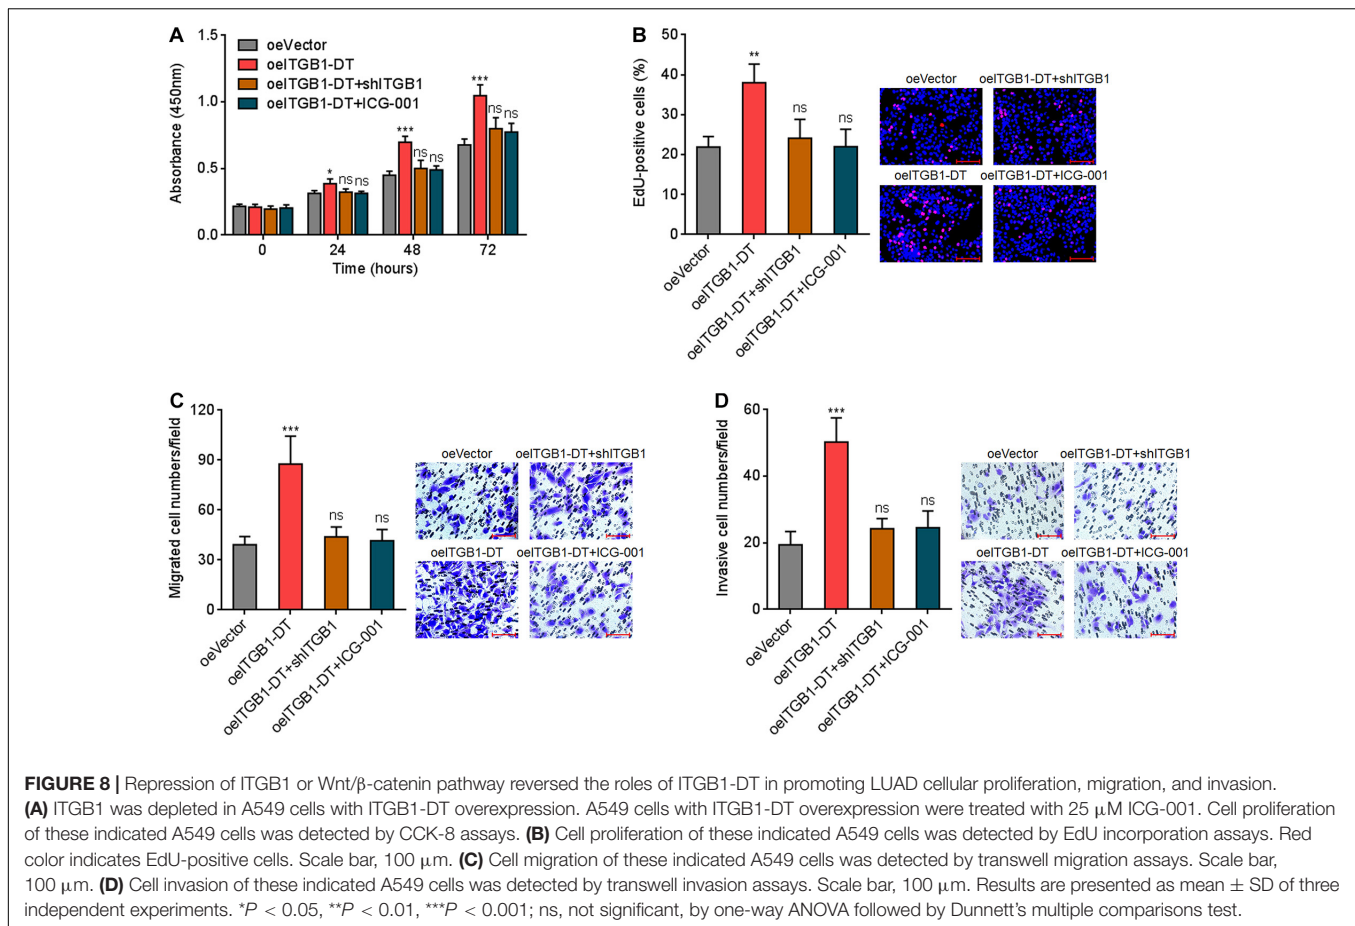 A
1.5
1.0
0.5
0.0
Absorbance (450nm)
oeVector
oeITGB1-DT
oeITGB1-DT+shITGB1
oeITGB1-DT+ICG-001
* ns ns
*** ns ns
*** ns ns
0 24 48 72
Time (hours)
B
50
40
30
20
10
0
EdU-positive cells (%)
** ns ns
oeVector
oeITGB1-DT
oeITGB1-DT+shITGB1
oeITGB1-DT+ICG-001
oeVector oeITGB1-DT+shITGB1
oeITGB1-DT oeITGB1-DT+ICG-001
C
120
90
60
30
0
Migrated cell numbers/field
*** ns ns
oeVector
oeITGB1-DT
oeITGB1-DT+shITGB1
oeITGB1-DT+ICG-001
oeVector oeITGB1-DT+shITGB1
oeITGB1-DT oeITGB1-DT+ICG-001
D
60
40
20
0
Invasive cell numbers/field
*** ns ns
oeVector
oeITGB1-DT
oeITGB1-DT+shITGB1
oeITGB1-DT+ICG-001
oeVector oeITGB1-DT+shITGB1
oeITGB1-DT oeITGB1-DT+ICG-001
FIGURE 8 | Repression of ITGB1 or Wnt/β-catenin pathway reversed the roles of ITGB1-DT in promoting LUAD cellular proliferation, migration, and invasion.
(A) ITGB1 was depleted in A549 cells with ITGB1-DT overexpression. A549 cells with ITGB1-DT overexpression were treated with 25 μM ICG-001. Cell proliferation
of these indicated A549 cells was detected by CCK-8 assays. (B) Cell proliferation of these indicated A549 cells was detected by EdU incorporation assays. Red
color indicates EdU-positive cells. Scale bar, 100 μm. (C) Cell migration of these indicated A549 cells was detected by transwell migration assays. Scale bar,
100 μm. (D) Cell invasion of these indicated A549 cells was detected by transwell invasion assays. Scale bar, 100 μm. Results are presented as mean ± SD of three
independent experiments. *P < 0.05, **P < 0.01, ***P < 0.001; ns, not significant, by one-way ANOVA followed by Dunnett's multiple comparisons test.